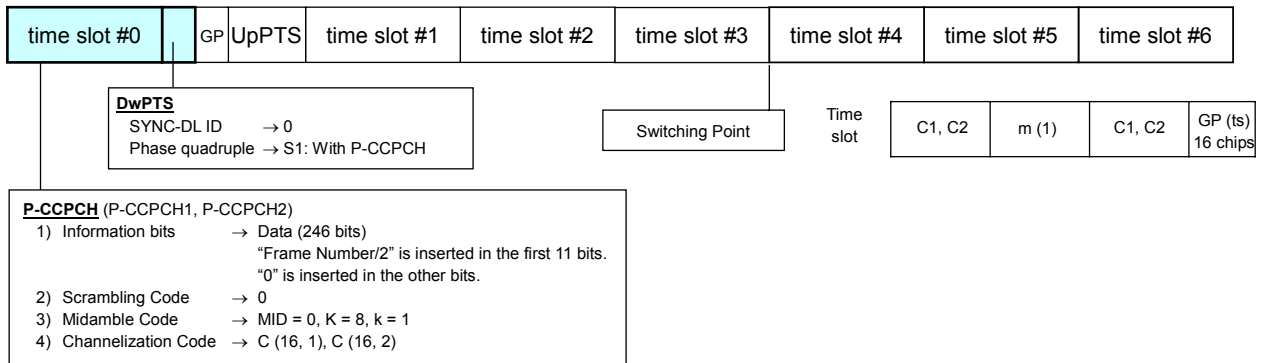 time slot #0 GP UpPTS time slot #1 time slot #2 time slot #3 time slot #4 time slot #5 time slot #6
DwPTS
SYNC-DL ID → 0
Phase quadruple → S1: With P-CCPCH
Switching Point
Time
slot
C1, C2 m (1) C1, C2 GP (ts)
16 chips
P-CCPCH (P-CCPCH1, P-CCPCH2)
1) Information bits → Data (246 bits)
“Frame Number/2” is inserted in the first 11 bits.
“0” is inserted in the other bits.
2) Scrambling Code → 0
3) Midamble Code → MID = 0, K = 8, k = 1
4) Channelization Code → C (16, 1), C (16, 2)